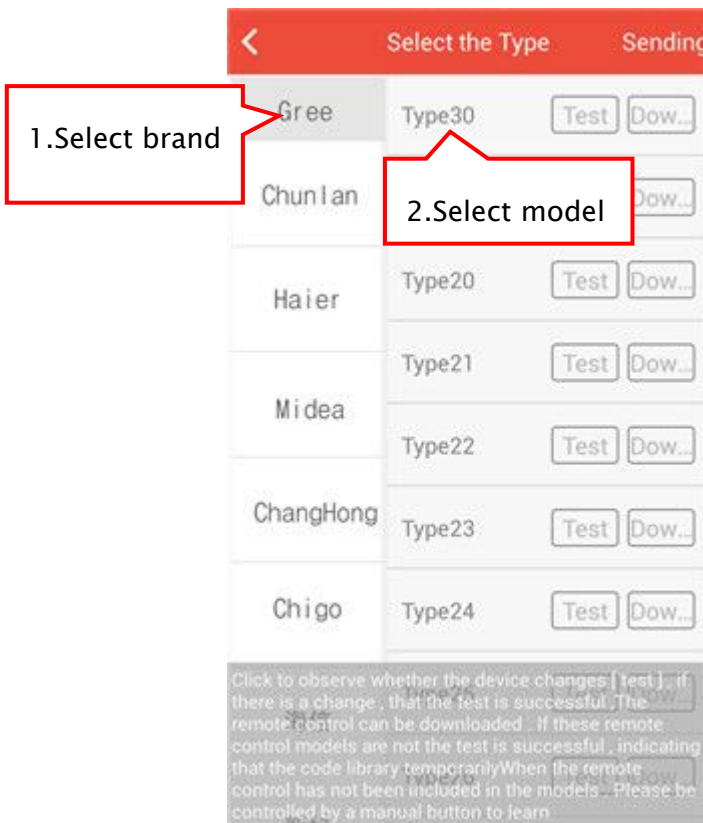 Select the Type Sending
1.Select brand
Gree
Type30 Test Dow...
Chunlan
2.Select model
Dow...
Haier
Type20 Test Dow...
Type21 Test Dow...
Midea
Type22 Test Dow...
ChangHong
Type23 Test Dow...
Chigo
Type24 Test Dow...
Click to observe whether the device changes [ test ] , if
there is a change , that the test is successful ,The
remote control can be downloaded . If these remote
control models are not the test is successful , indicating
that the code library temporarilyWhen the remote
control has not been included in the models . Please be
controlled by a manual button to learn